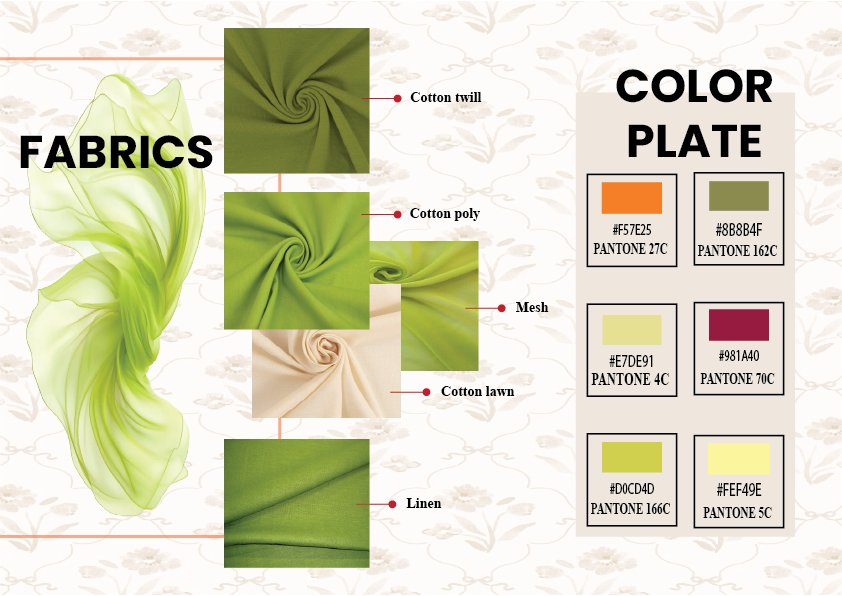 FABRICS
Cotton twill
Cotton poly
Mesh
Cotton lawn
Linen
COLOR
PLATE
#F57E25
PANTONE 27C
#8B8B4F
PANTONE 162C
#E7DE91
PANTONE 4C
#981A40
PANTONE 70C
#D0CD4D
PANTONE 166C
#FEF49E
PANTONE 5C